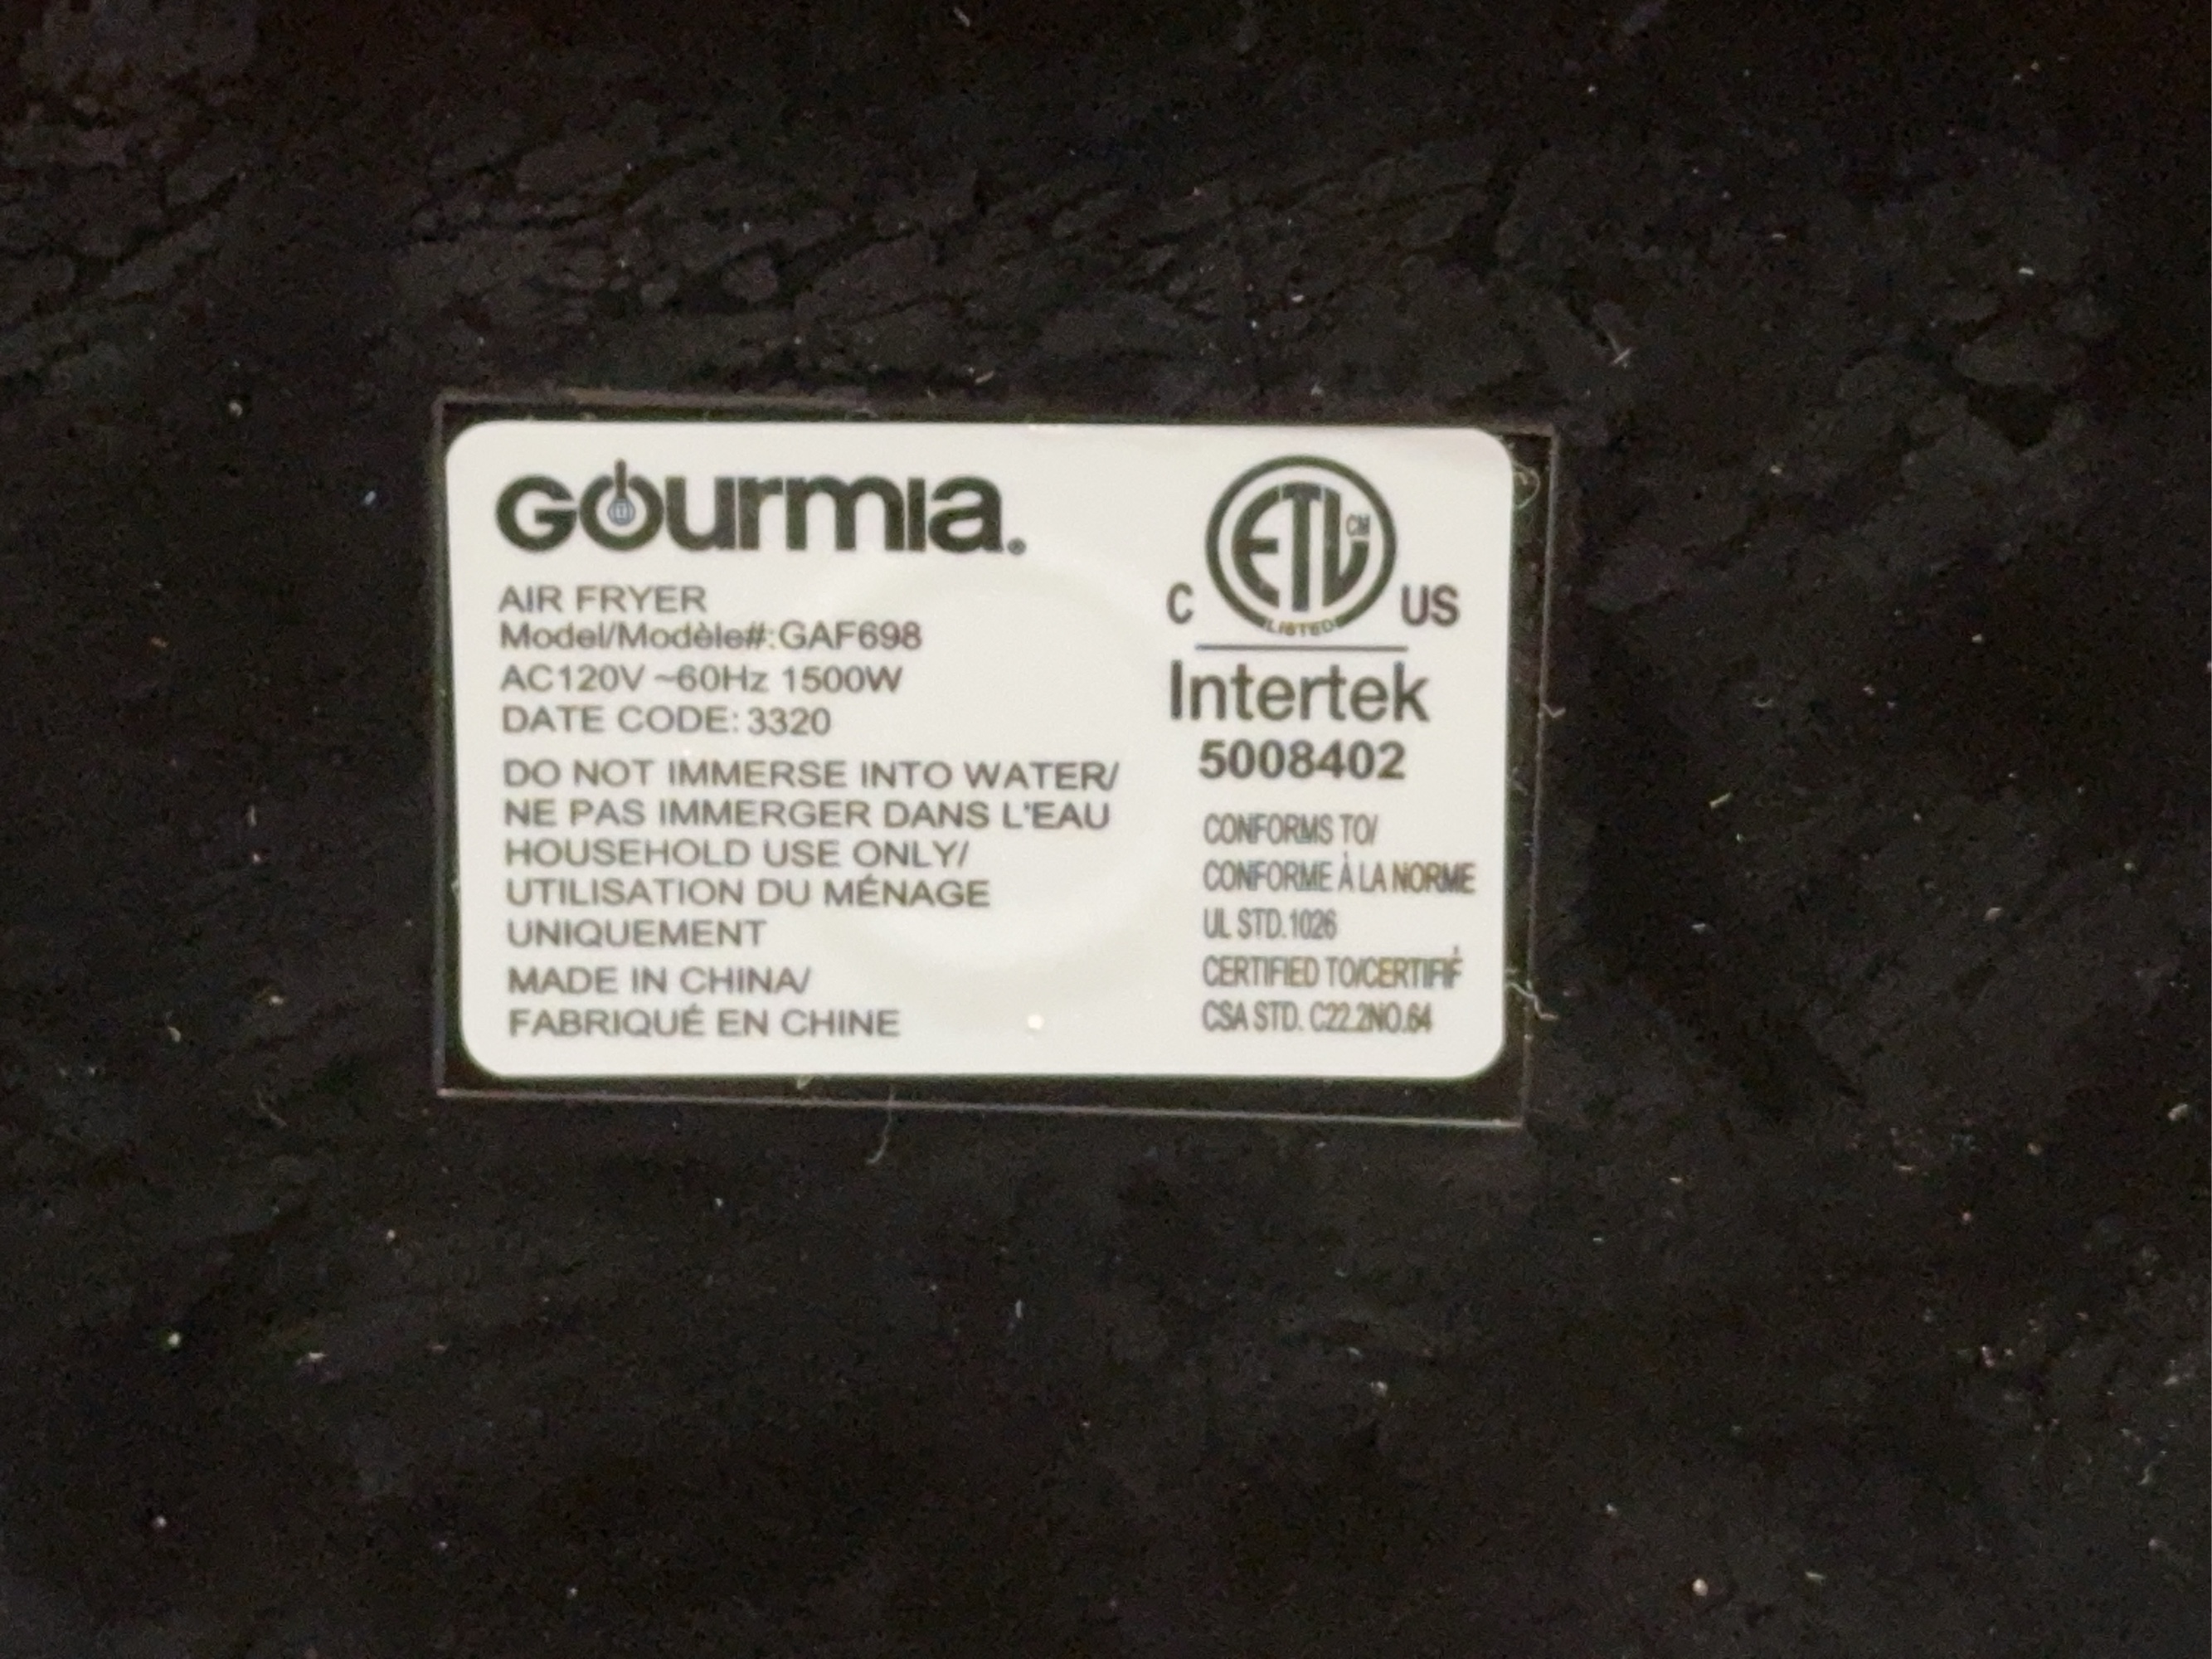 Gourmia®
AIR FRYER
Model/Modèle#:GAF698
AC120V ~60Hz 1500W
DATE CODE: 3320
DO NOT IMMERSE INTO WATER/
NE PAS IMMERGER DANS L'EAU
HOUSEHOLD USE ONLY/
UTILISATION DU MÉNAGE
UNIQUEMENT
MADE IN CHINA/
FABRIQUÉ EN CHINE
ETL CM
LISTED
C US
Intertek
5008402
CONFORMS TO/
CONFORME À LA NORME
UL STD.1026
CERTIFIED TO/CERTIFIÉ
CSA STD. C22.2NO.64